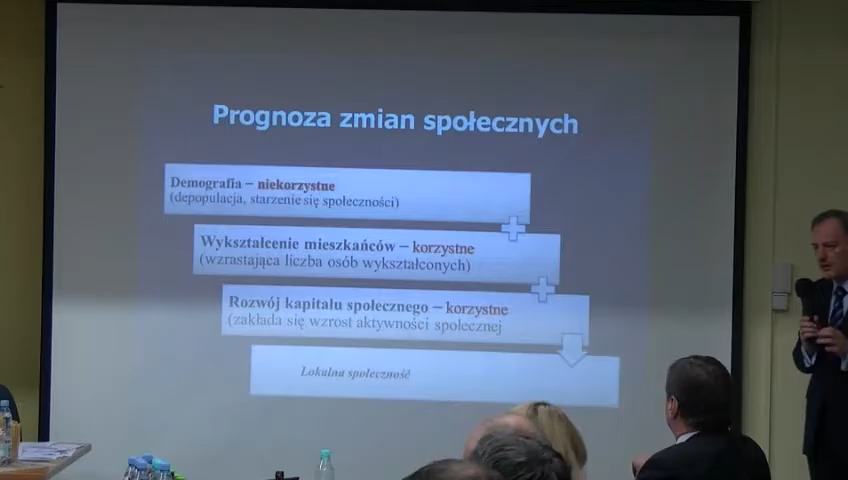 Prognoza zmian społecznych
Demografia – niekorzystne
(depopulacja, starzenie się społeczności)
Wykształcenie mieszkańców – korzystne
(wzrastająca liczba osób wykształconych)
Rozwój kapitału społecznego – korzystne
(zakłada się wzrost aktywności społecznej
Lokalna społeczność